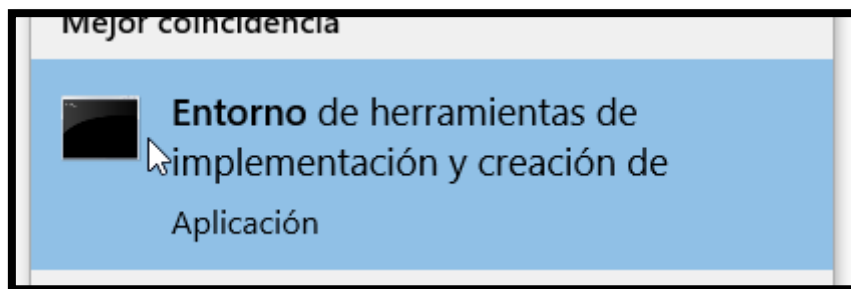 Mejor coincidencia
Entorno de herramientas de
implementación y creación de
Aplicación